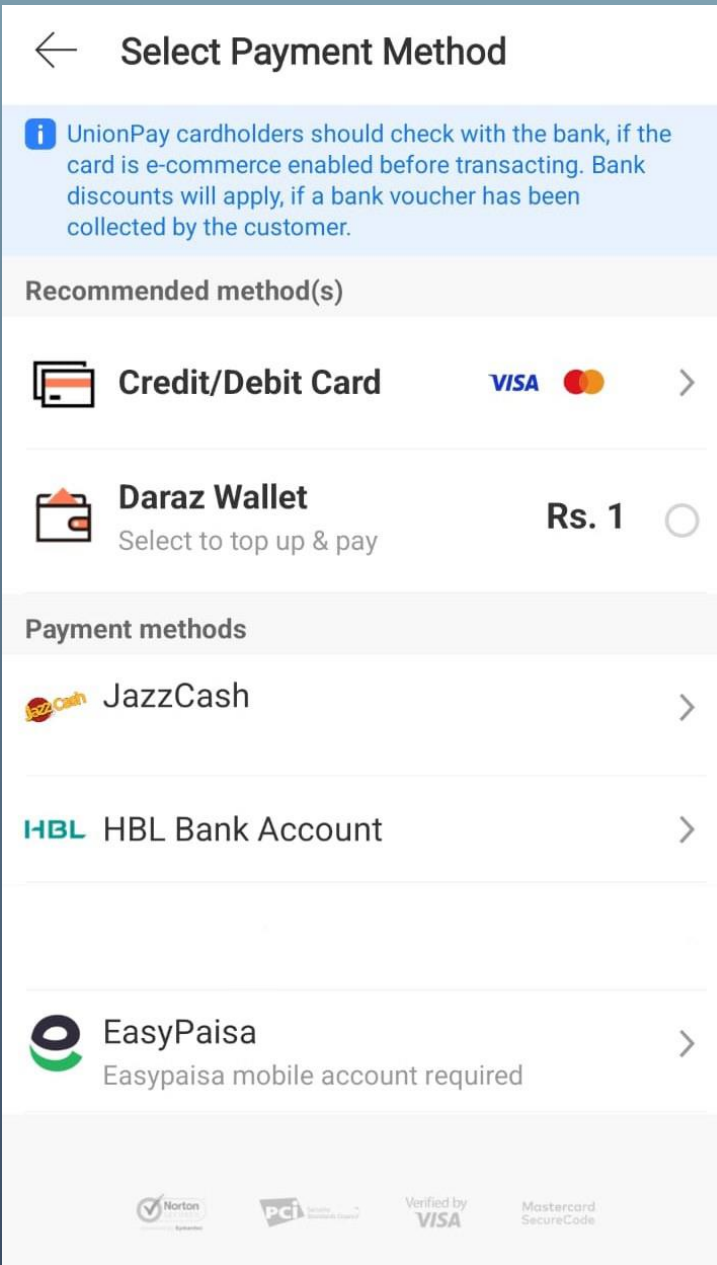 Select Payment Method
i UnionPay cardholders should check with the bank, if the
card is e-commerce enabled before transacting. Bank
discounts will apply, if a bank voucher has been
collected by the customer.
Recommended method(s)
Credit/Debit Card VISA
Daraz Wallet Rs. 1
Select to top up & pay
Payment methods
JazzCash JazzCash
HBL HBL Bank Account
EasyPaisa
Easypaisa mobile account required
Norton
PCI
Verified by
VISA
Mastercard
SecureCode